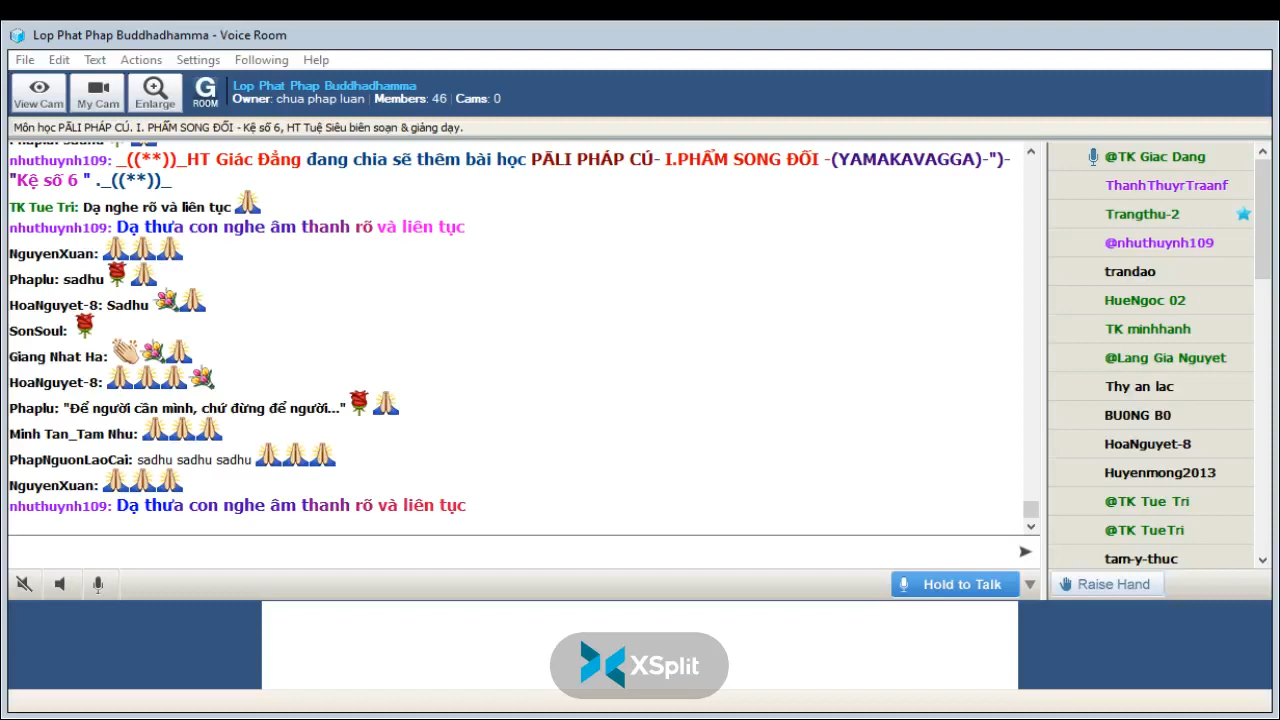 Lop Phat Phap Buddhadhamma - Voice Room
File Edit Text Actions Settings Following Help
View Cam My Cam Enlarge G ROOM
Lop Phat Phap Buddhadhamma
Owner: chua phap luan | Members: 46 | Cams: 0
Môn học PÃLI PHÁP CÚ. I. PHẨM SONG ĐỐI - Kệ số 6, HT Tuệ Siêu biên soạn & giảng dạy.
nhuthuynh109: _((**))_HT Giác Đẳng đang chia sẽ thêm bài học PÃLI PHÁP CÚ- I.PHẨM SONG ĐỐI -(YAMAKAVAGGA)-")-
"Kệ số 6 " ._((**))_
TK Tue Tri: Dạ nghe rõ và liên tục
nhuthuynh109: Dạ thưa con nghe âm thanh rõ và liên tục
NguyenXuan:
Phaplu: sadhu
HoaNguyet-8: Sadhu
SonSoul:
Giang Nhat Ha:
HoaNguyet-8:
Phaplu: "Để người cần mình, chứ đừng để người..."
Minh Tan_Tam Nhu:
PhapNguonLaoCai: sadhu sadhu sadhu
NguyenXuan:
nhuthuynh109: Dạ thưa con nghe âm thanh rõ và liên tục
@TK Giac Dang
ThanhThuyrTraanf
Trangthu-2
@nhuthuynh109
trandao
HueNgoc 02
TK minhhanh
@Lang Gia Nguyet
Thy an lac
BU0NG B0
HoaNguyet-8
Huyenmong2013
@TK Tue Tri
@TK TueTri
tam-y-thuc
Hold to Talk
Raise Hand
XSplit